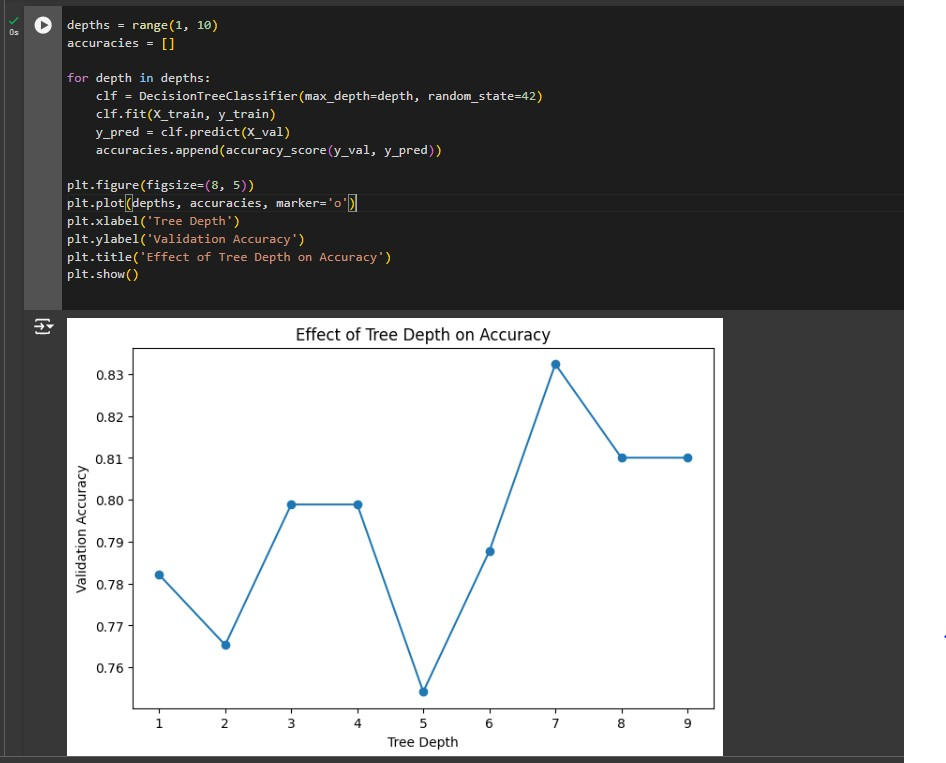 0s
depths = range(1, 10)
accuracies = []
for depth in depths:
clf = DecisionTreeClassifier(max_depth=depth, random_state=42)
clf.fit(X_train, y_train)
y_pred = clf.predict(X_val)
accuracies.append(accuracy_score(y_val, y_pred))
plt.figure(figsize=(8, 5))
plt.plot(depths, accuracies, marker='o')
plt.xlabel('Tree Depth')
plt.ylabel('Validation Accuracy')
plt.title('Effect of Tree Depth on Accuracy')
plt.show()
Effect of Tree Depth on Accuracy
Validation Accuracy
0.83
0.82
0.81
0.80
0.79
0.78
0.77
0.76
1 2 3 4 5 6 7 8 9
Tree Depth